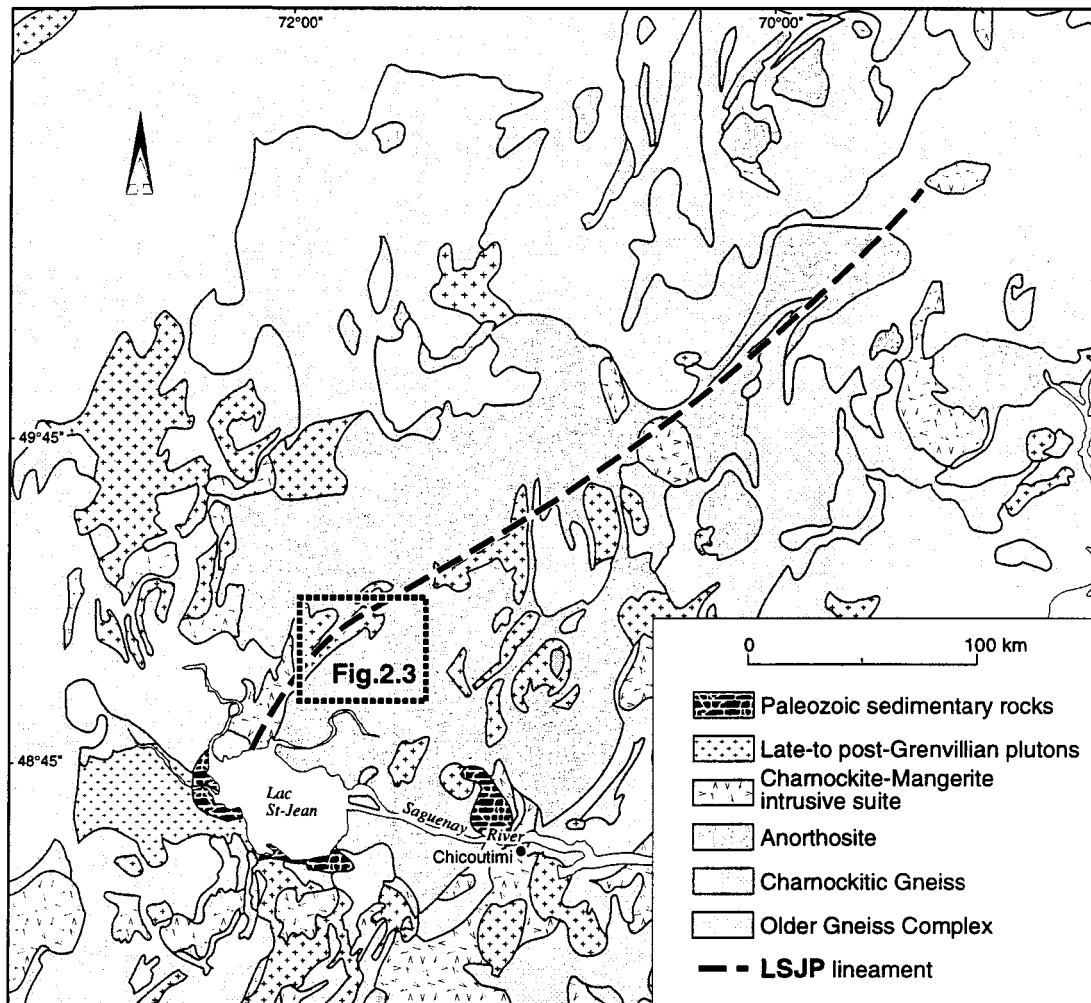 72°00"
70°00"
49°45"
Fig.2.3
48°45"
Lac
St-Jean
Saguenay River
Chicoutimi
0 100 km
Paleozoic sedimentary rocks
Late-to post-Grenvillian plutons
Charnockite-Mangerite
intrusive suite
Anorthosite
Charnockitic Gneiss
Older Gneiss Complex
LSJP lineament